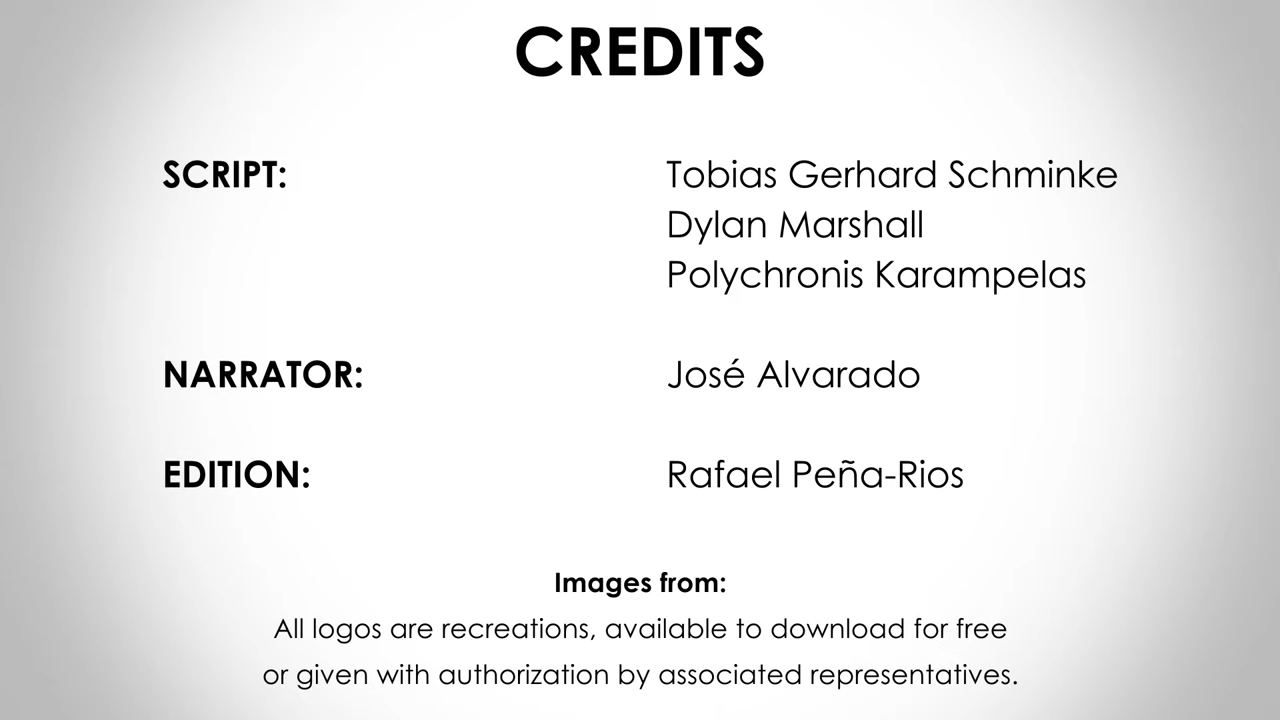 CREDITS
SCRIPT: Tobias Gerhard Schminke
Dylan Marshall
Polychronis Karampelas
NARRATOR: José Alvarado
EDITION: Rafael Peña-Rios
Images from:
All logos are recreations, available to download for free
or given with authorization by associated representatives.